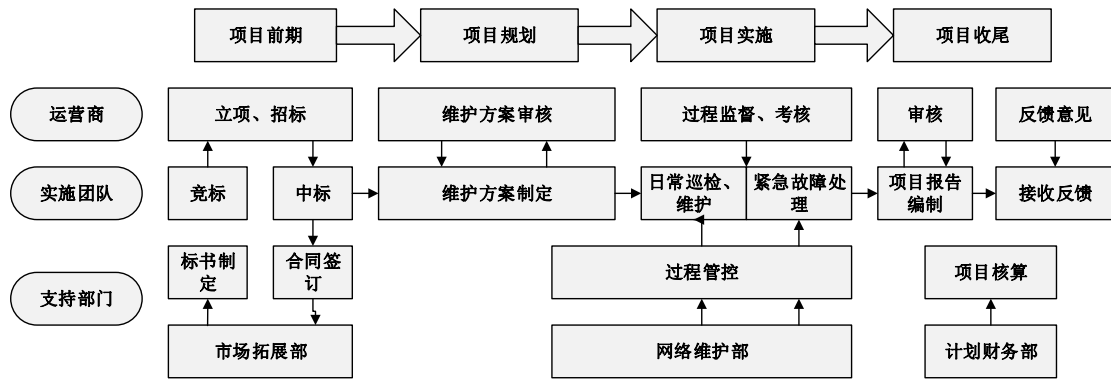 项目前期
项目规划
项目实施
项目收尾
运营商
立项、招标
维护方案审核
过程监督、考核
审核
反馈意见
实施团队
竞标
中标
维护方案制定
日常巡检、
维护
紧急故障处
理
项目报告
编制
接收反馈
支持部门
标书制
定
合同签
订
过程管控
项目核算
市场拓展部
网络维护部
计划财务部